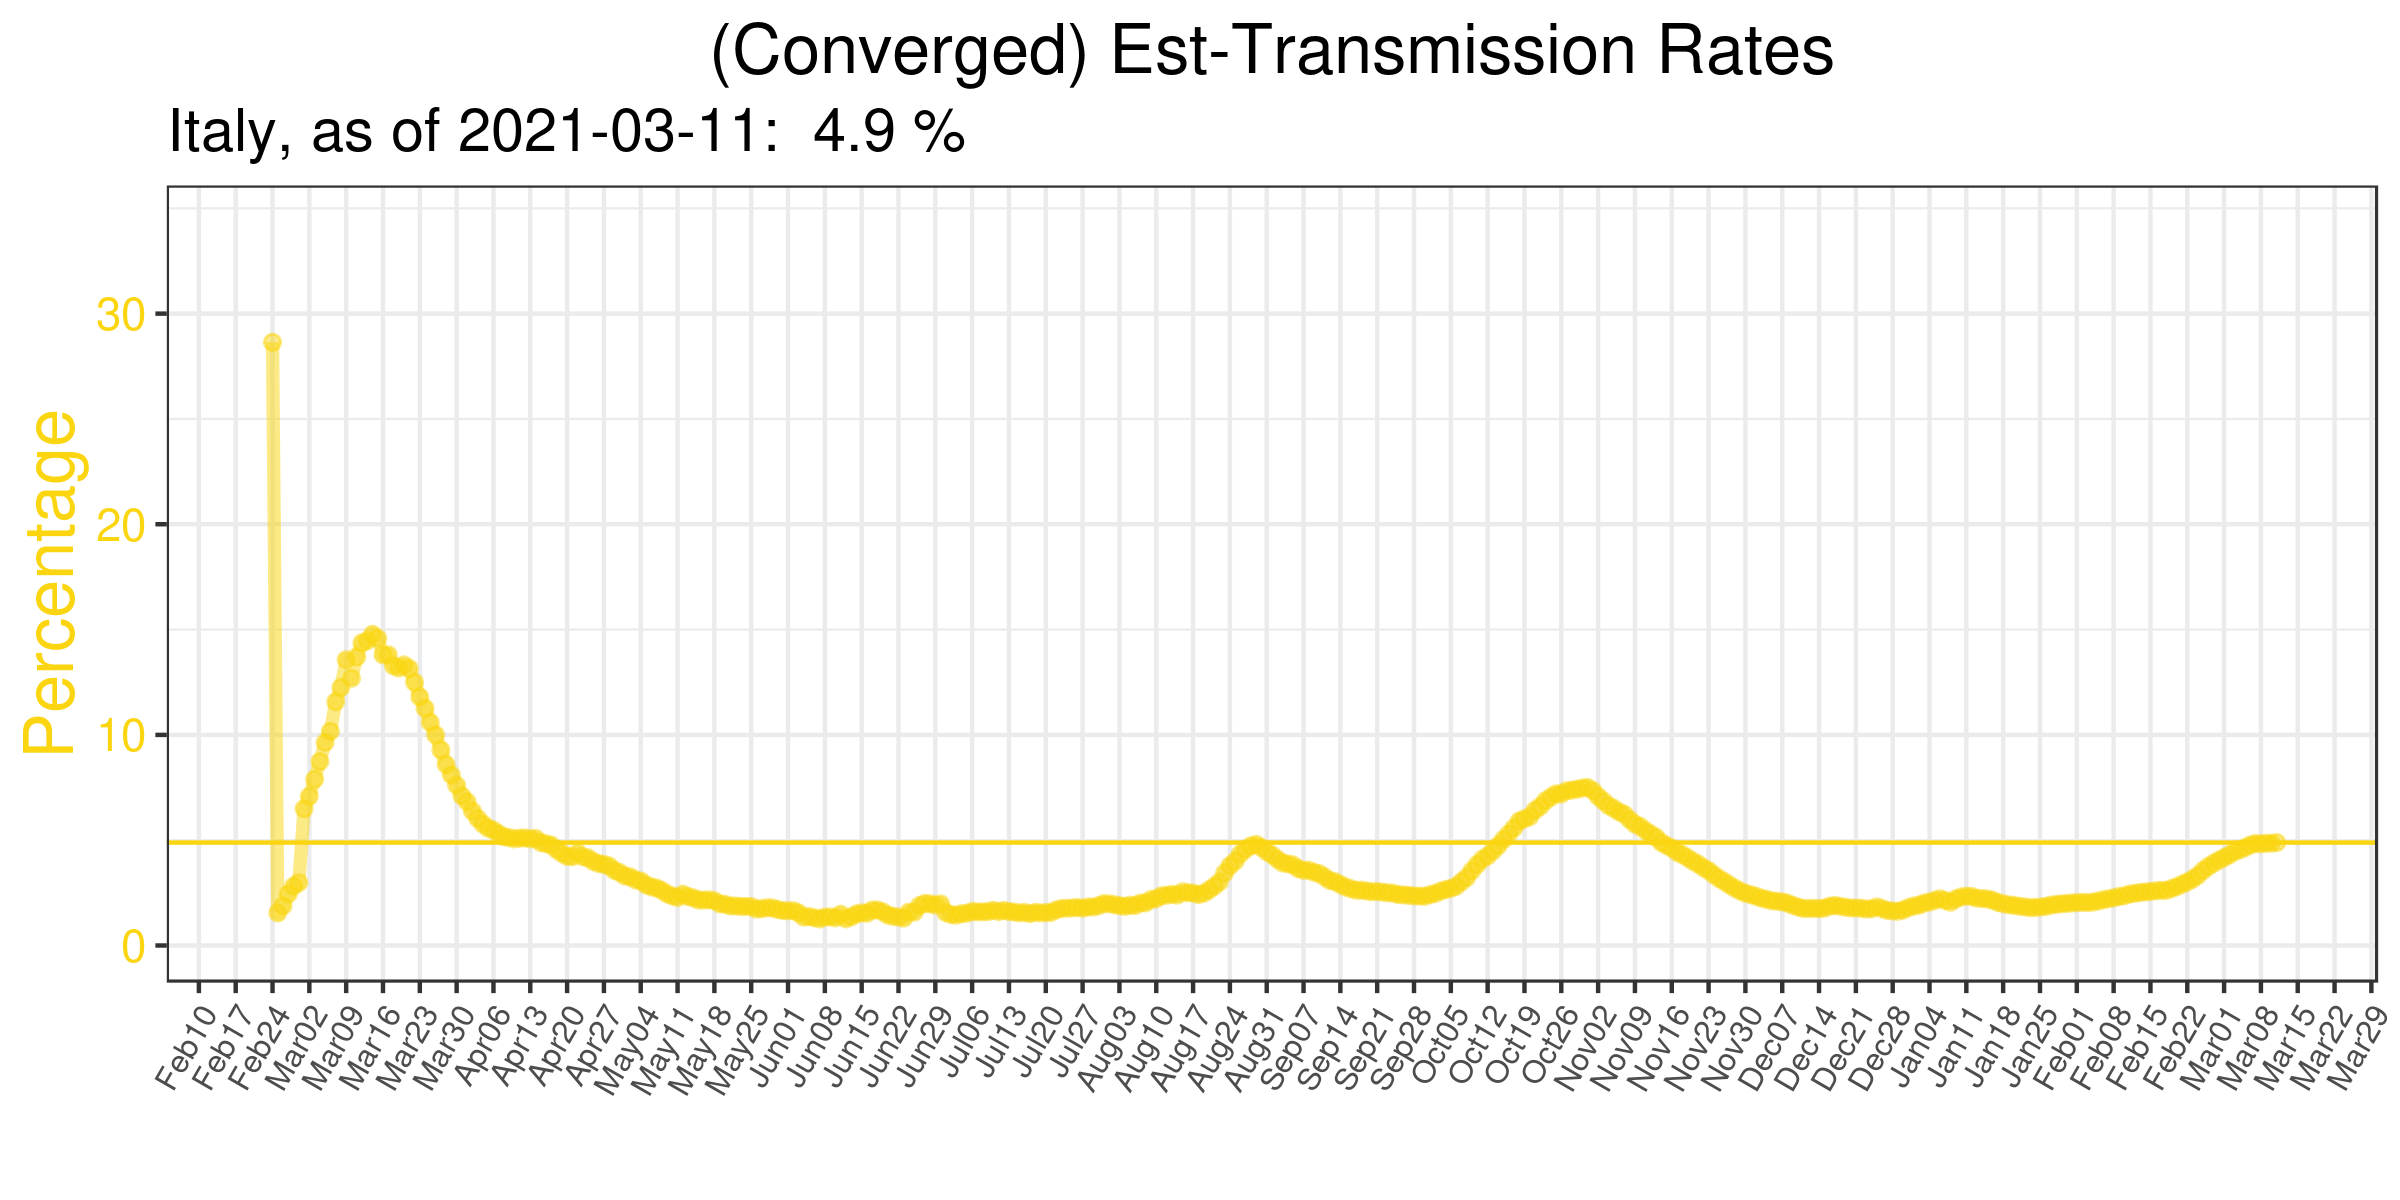 (Converged) Est-Transmission Rates
Italy, as of 2021-03-11:  4.9 %
Percentage
30
20
10
0
Feb10
Feb17
Feb24
Mar02
Mar09
Mar16
Mar23
Mar30
Apr06
Apr13
Apr20
Apr27
May04
May11
May18
May25
Jun01
Jun08
Jun15
Jun22
Jun29
Jul06
Jul13
Jul20
Jul27
Aug03
Aug10
Aug17
Aug24
Aug31
Sep07
Sep14
Sep21
Sep28
Oct05
Oct12
Oct19
Oct26
Nov02
Nov09
Nov16
Nov23
Nov30
Dec07
Dec14
Dec21
Dec28
Jan04
Jan11
Jan18
Jan25
Feb01
Feb08
Feb15
Feb22
Mar01
Mar08
Mar15
Mar22
Mar29